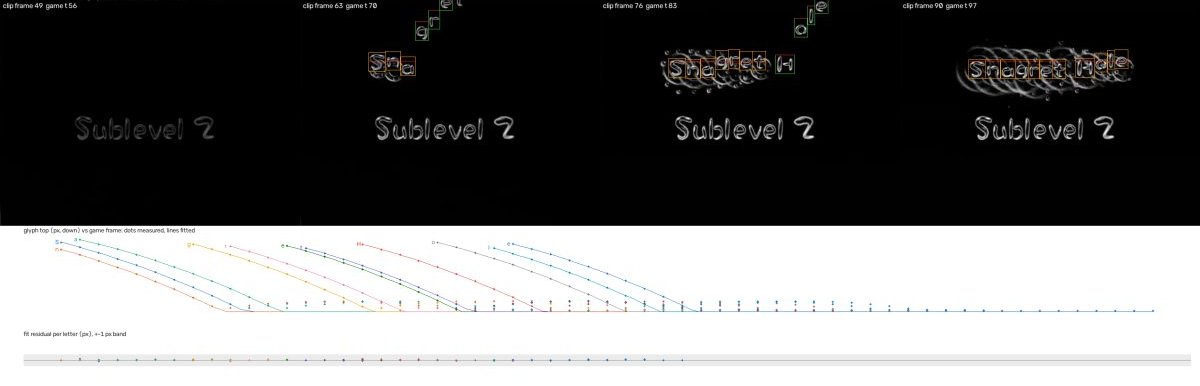 clip frame 49 game t 56
clip frame 63 game t 70
clip frame 76 game t 83
clip frame 90 game t 97
g r e
S n a
S n a g r e t H o l e
S n a g r e t H o l e
Sublevel 2
Sublevel 2
Sublevel 2
Sublevel 2
glyph top (px, down) vs game frame: dots measured, lines fitted
S n a g r e t H o l e
fit residual per letter (px), +-1 px band